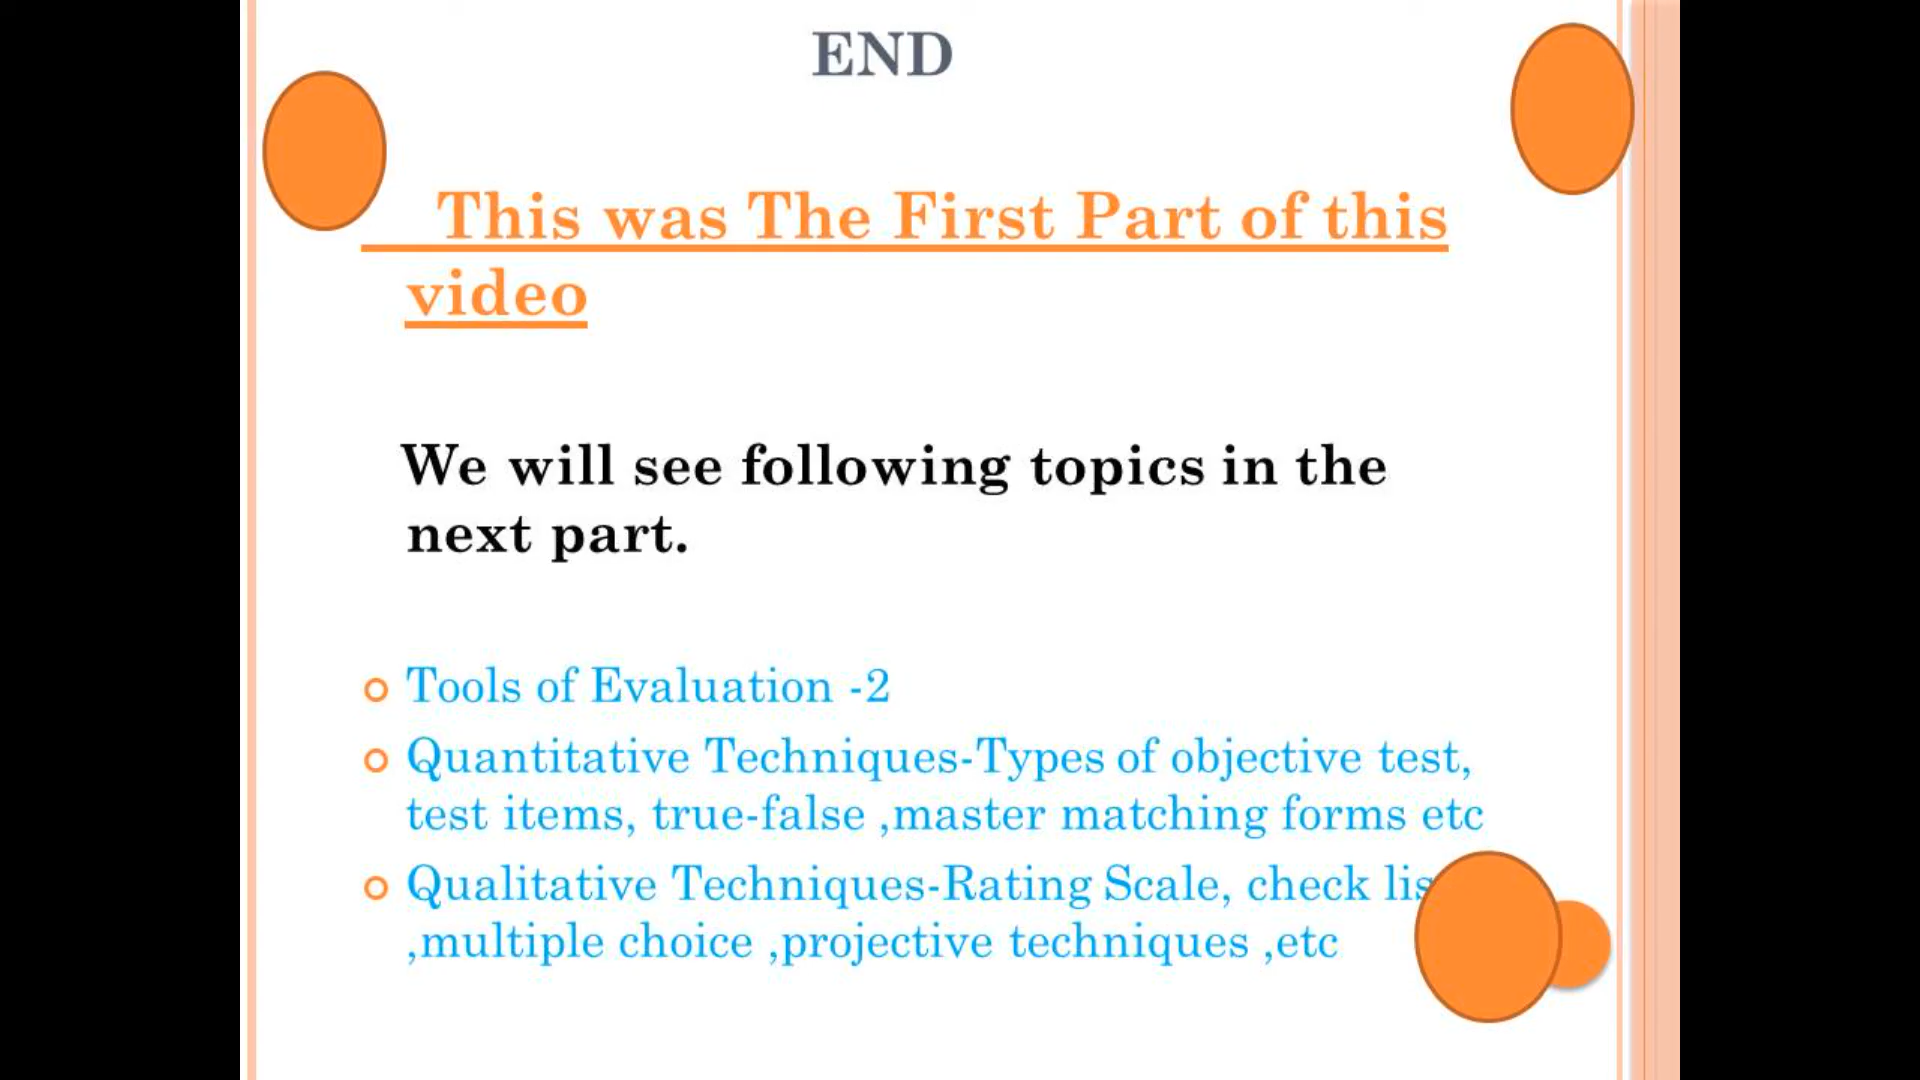 END
This was The First Part of this
video
We will see following topics in the
next part.
Tools of Evaluation -2
Quantitative Techniques-Types of objective test,
test items, true-false ,master matching forms etc
Qualitative Techniques-Rating Scale, check lis
,multiple choice ,projective techniques ,etc